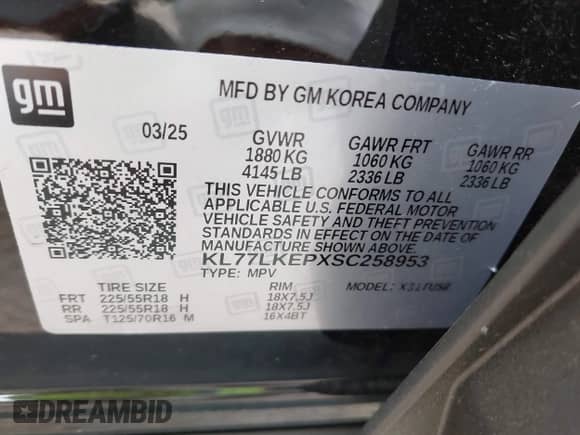 gm
MFD BY GM KOREA COMPANY
03/25 GVWR GAWR FRT GAWR RR
1880 KG 1060 KG 1060 KG
4145 LB 2336 LB 2336 LB
THIS VEHICLE CONFORMS TO ALL
APPLICABLE U.S. FEDERAL MOTOR
VEHICLE SAFETY AND THEFT PREVENTION
STANDARDS IN EFFECT ON THE DATE OF
MANUFACTURE SHOWN ABOVE.
KL77LKEPXSC258953
TYPE: MPV MODEL:
TIRE SIZE RIM
FRT 225/55R18 H 18X7.5J
RR 225/55R18 H 18X7.5J
SPA T125/70R16 M 16X4BT
DREAMBID